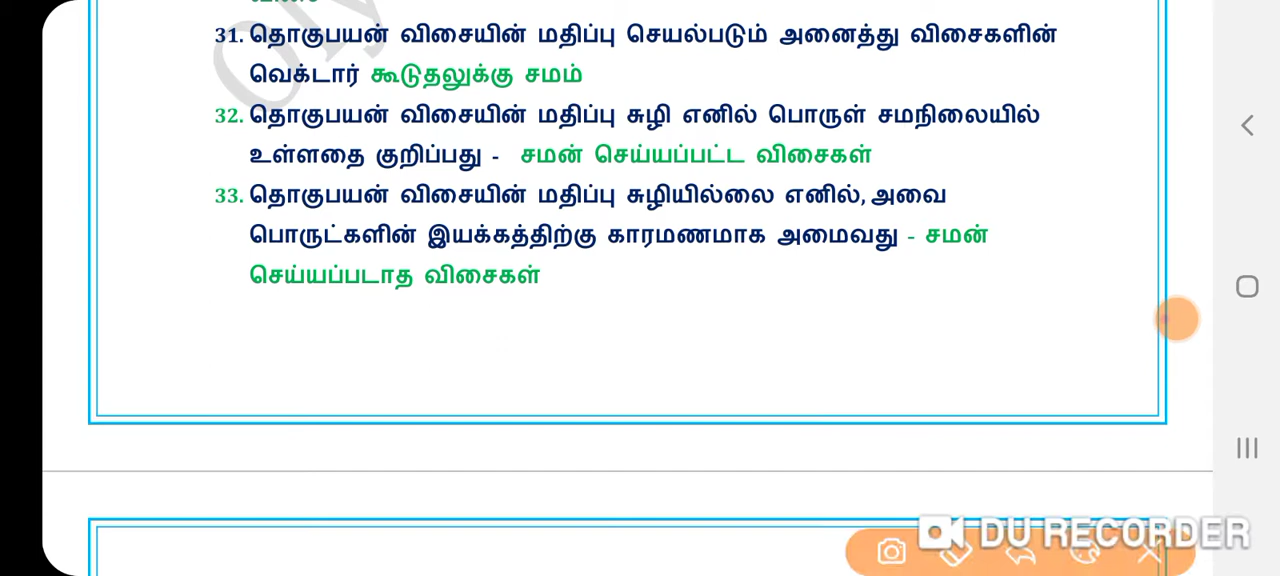 31. தொகுபயன் விசையின் மதிப்பு செயல்படும் அனைத்து விசைகளின்
வெக்டார் கூடுதலுக்கு சமம்
32. தொகுபயன் விசையின் மதிப்பு சுழி எனில் பொருள் சமநிலையில்
உள்ளதை குறிப்பது - சமன் செய்யப்பட்ட விசைகள்
33. தொகுபயன் விசையின் மதிப்பு சுழியில்லை எனில், அவை
பொருட்களின் இயக்கத்திற்கு காரமணமாக அமைவது - சமன்
செய்யப்படாத விசைகள்
DU RECORDER